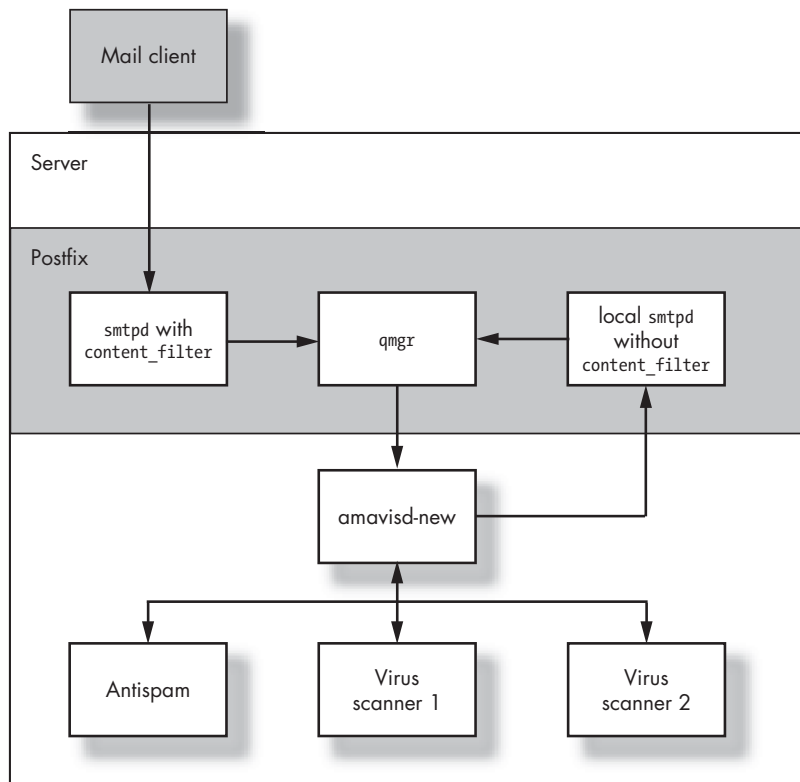 Mail client
Server
Postfix
smtpd with
content_filter
qmgr
local smtpd
without
content_filter
amavisd-new
Antispam
Virus
scanner 1
Virus
scanner 2